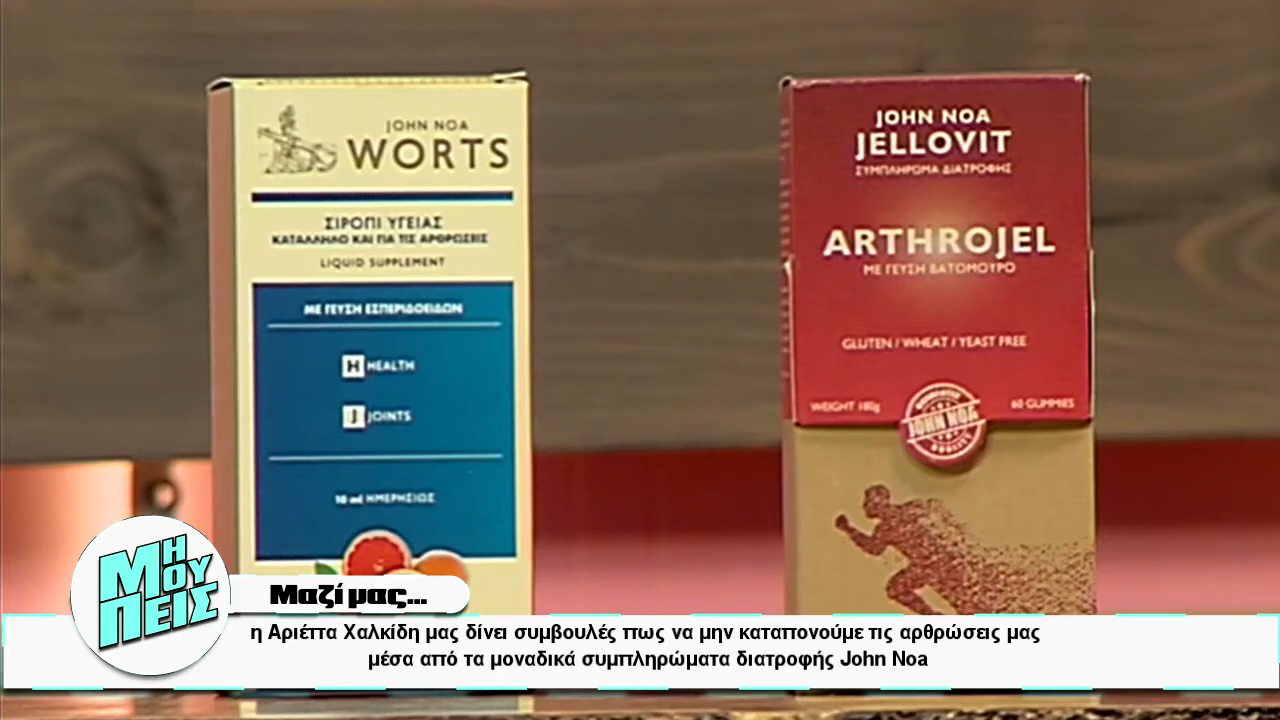 JOHN NOA
WORTS
ΣΙΡΟΠΙ ΥΓΕΙΑΣ
ΚΑΤΑΛΛΗΛΟ ΚΑΙ ΓΙΑ ΤΙΣ ΑΡΘΡΩΣΕΙΣ
LIQUID SUPPLEMENT
ΜΕ ΓΕΥΣΗ ΕΣΠΕΡΙΔΟΕΙΔΩΝ
H HEALTH
J JOINTS
10 ml ΗΜΕΡΗΣΙΩΣ
JOHN NOA
JELLOVIT
ΣΥΜΠΛΗΡΩΜΑ ΔΙΑΤΡΟΦΗΣ
ARTHROJEL
ΜΕ ΓΕΥΣΗ ΒΑΤΟΜΟΥΡΟ
GLUTEN / WHEAT / YEAST FREE
WEIGHT 180g
60 GUMMIES
JOHN NOA
ΜΗ
ΜΟΥ
ΠΕΙΣ
Μαζί μας...
η Αριέττα Χαλκίδη μας δίνει συμβουλές πως να μην καταπονούμε τις αρθρώσεις μας
μέσα από τα μοναδικά συμπληρώματα διατροφής John Noa